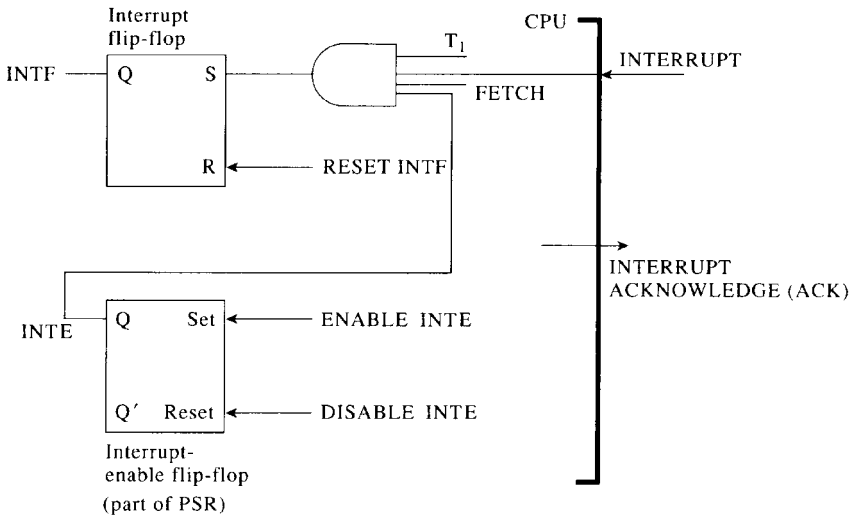 Interrupt
flip-flop
CPU
T1
INTF
Q
S
INTERRUPT
FETCH
R
RESET INTF
INTERRUPT
ACKNOWLEDGE (ACK)
INTE
Q
Set
ENABLE INTE
Q′
Reset
DISABLE INTE
Interrupt-
enable flip-flop
(part of PSR)